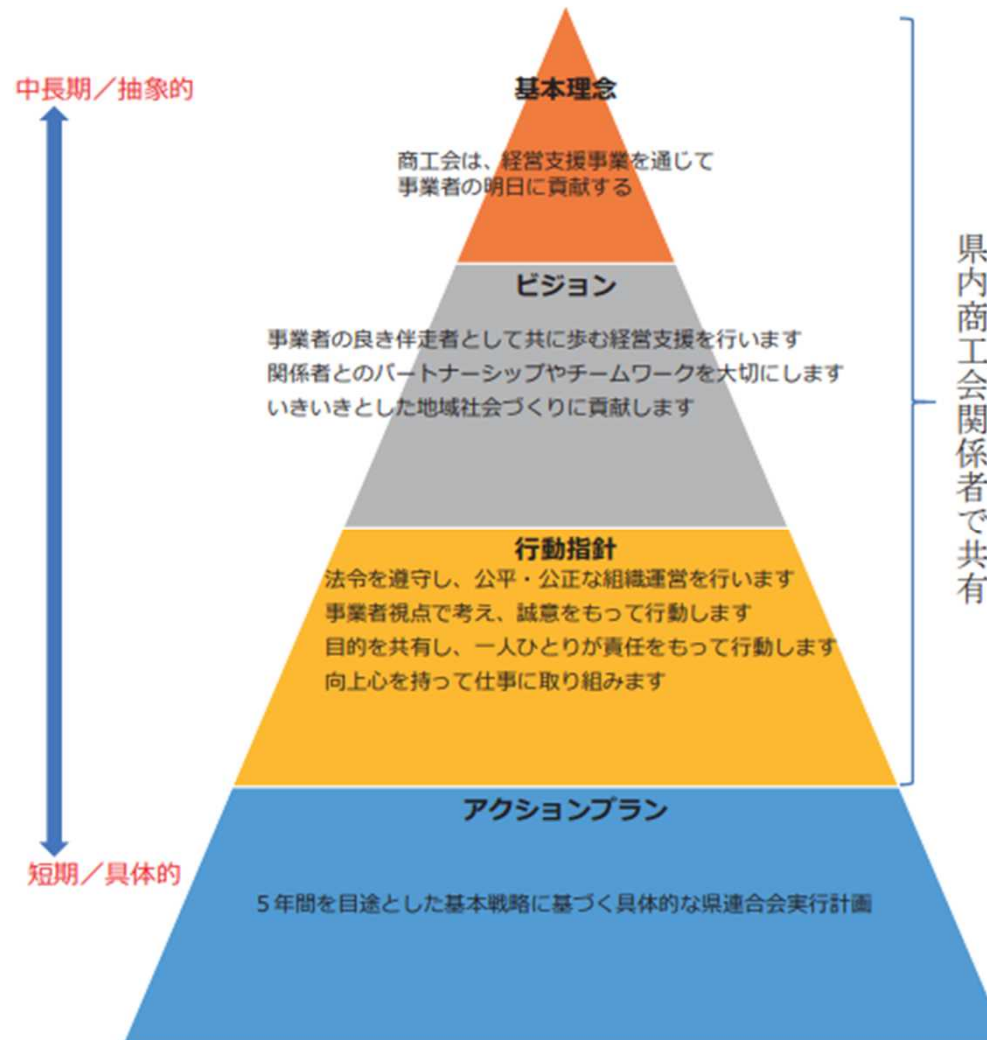 中長期／抽象的
基本理念
商工会は、経営支援事業を通じて
事業者の明日に貢献する
ビジョン
事業者の良き伴走者として共に歩む経営支援を行います
関係者とのパートナーシップやチームワークを大切にします
いきいきとした地域社会づくりに貢献します
行動指針
法令を遵守し、公平・公正な組織運営を行います
事業者視点で考え、誠意をもって行動します
目的を共有し、一人ひとりが責任をもって行動します
向上心を持って仕事に取り組みます
アクションプラン
短期／具体的
５年間を目途とした基本戦略に基づく具体的な県連合会実行計画
県内商工会関係者で共有